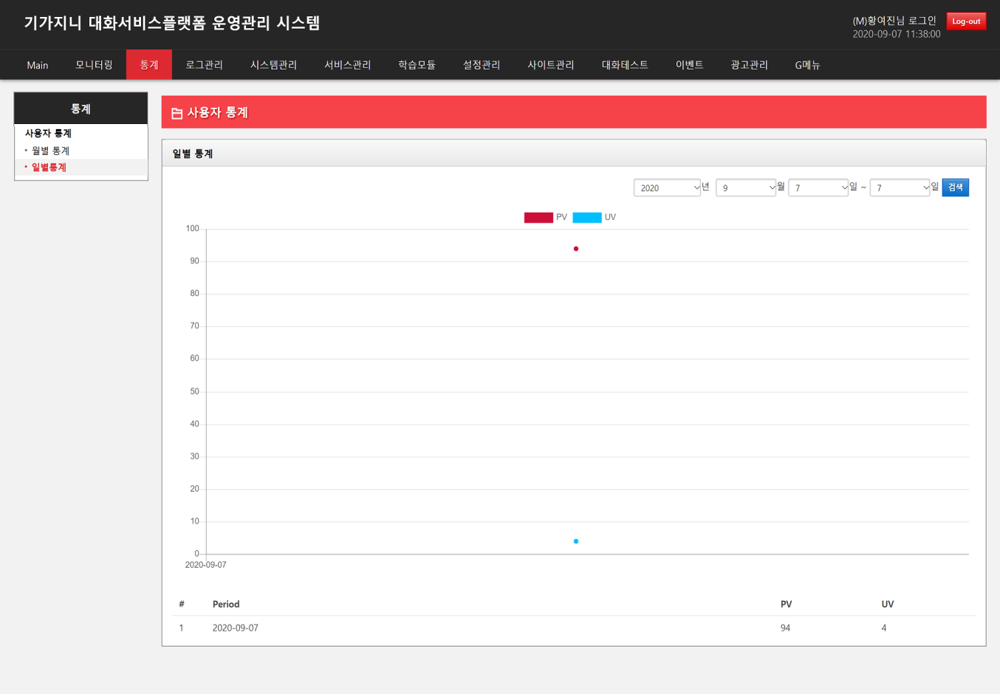 기가지니 대화서비스플랫폼 운영관리 시스템
(M)황여진님 로그인 Log-out
2020-09-07 11:38:00
Main 모니터링 통계 로그관리 시스템관리 서비스관리 학습모듈 설정관리 사이트관리 대화테스트 이벤트 광고관리 G메뉴
통계
사용자 통계
• 월별 통계
• 일별통계
사용자 통계
일별 통계
2020 년 9 월 7 일 ~ 7 일 검색
PV UV
100
90
80
70
60
50
40
30
20
10
0
2020-09-07
# Period PV UV
1 2020-09-07 94 4